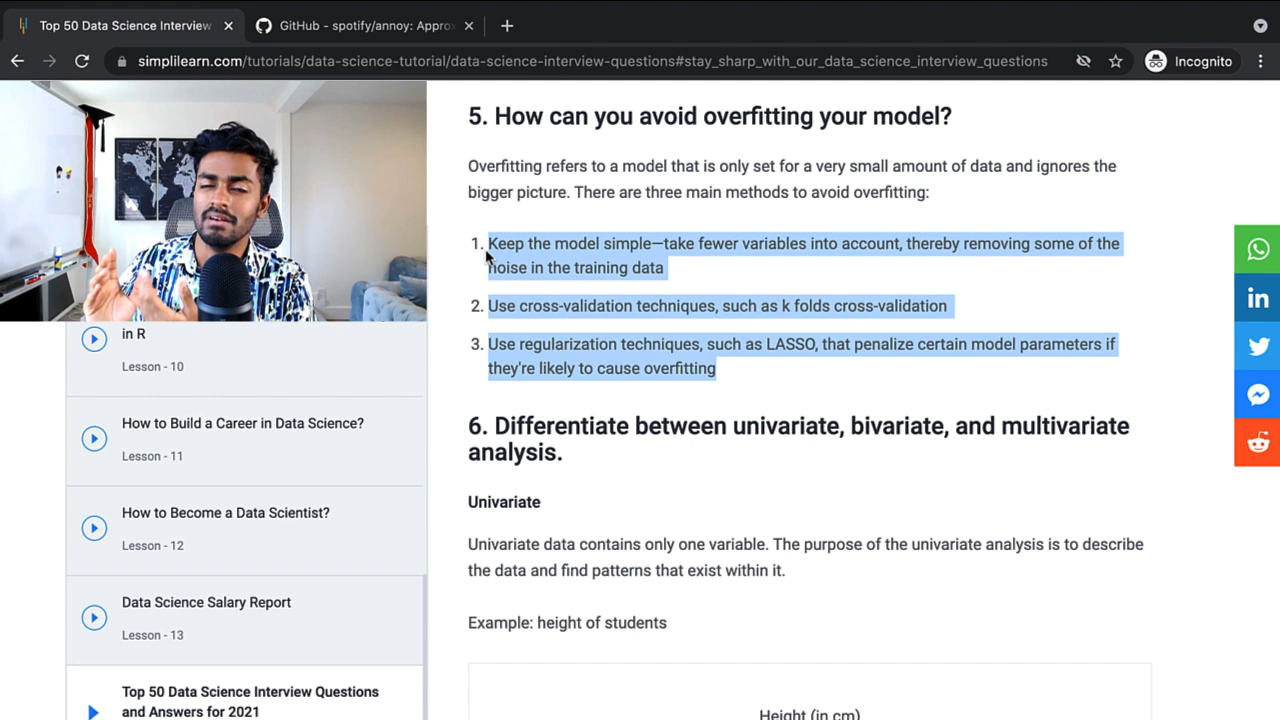 Top 50 Data Science Interview
GitHub - spotify/annoy: Appro
simplilearn.com/tutorials/data-science-tutorial/data-science-interview-questions#stay_sharp_with_our_data_science_interview_questions
Incognito
in R
Lesson - 10
How to Build a Career in Data Science?
Lesson - 11
How to Become a Data Scientist?
Lesson - 12
Data Science Salary Report
Lesson - 13
Top 50 Data Science Interview Questions
and Answers for 2021
5. How can you avoid overfitting your model?
Overfitting refers to a model that is only set for a very small amount of data and ignores the
bigger picture. There are three main methods to avoid overfitting:
1. Keep the model simple—take fewer variables into account, thereby removing some of the
noise in the training data
2. Use cross-validation techniques, such as k folds cross-validation
3. Use regularization techniques, such as LASSO, that penalize certain model parameters if
they're likely to cause overfitting
6. Differentiate between univariate, bivariate, and multivariate
analysis.
Univariate
Univariate data contains only one variable. The purpose of the univariate analysis is to describe
the data and find patterns that exist within it.
Example: height of students
Height (in cm)